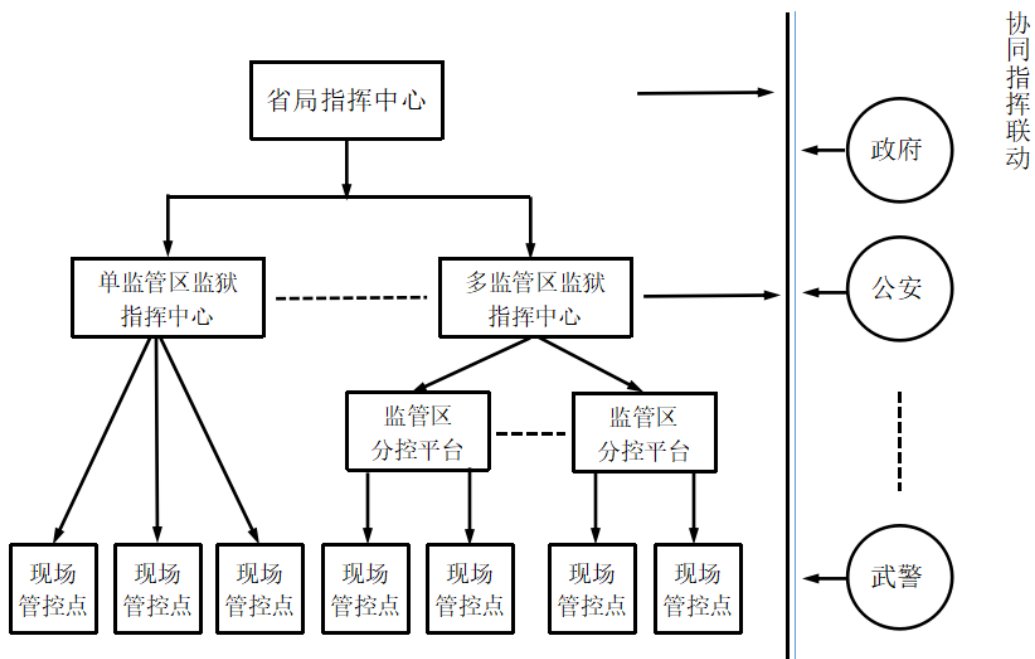 协同指挥联动
省局指挥中心
政府
单监管区监狱
指挥中心
多监管区监狱
指挥中心
公安
监管区
分控平台
监管区
分控平台
现场
管控点
现场
管控点
现场
管控点
现场
管控点
现场
管控点
现场
管控点
现场
管控点
武警